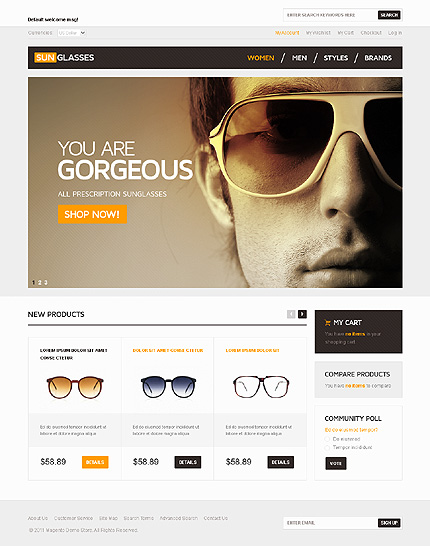 ENTER SEARCH KEYWORDS HERE
SEARCH
Default welcome msg!
Currencies: US Dollar
My Account My Wishlist My Cart Checkout Log In
SUNGLASSES
WOMEN / MEN / STYLES / BRANDS
YOU ARE
GORGEOUS
ALL PRESCRIPTION SUNGLASSES
SHOP NOW!
1 2 3
NEW PRODUCTS
LOREM IPSUM DOLOR SIT AMET
CONSE CTETUR
DOLOR SIT AMET CONSE CTETUR
LOREM IPSUM DOLOR SIT
Ed do eiusmod tempor incididunt ut
labore et dolore magna aliqua
Ed do eiusmod tempor incididunt ut
labore et dolore magna aliqua
Ed do eiusmod tempor incididunt ut
labore et dolore magna aliqua
$58.89
DETAILS
$58.89
DETAILS
$58.89
DETAILS
MY CART
You have no items in your
shopping cart
COMPARE PRODUCTS
You have no items to compare
COMMUNITY POLL
Ed do eiusmod tempor?
Do eiusmod
Tempor incididunt
VOTE
About Us Customer Service Site Map Search Terms Advanced Search Contact Us
© 2011 Magento Demo Store. All Rights Reserved.
ENTER EMAIL
SIGN UP